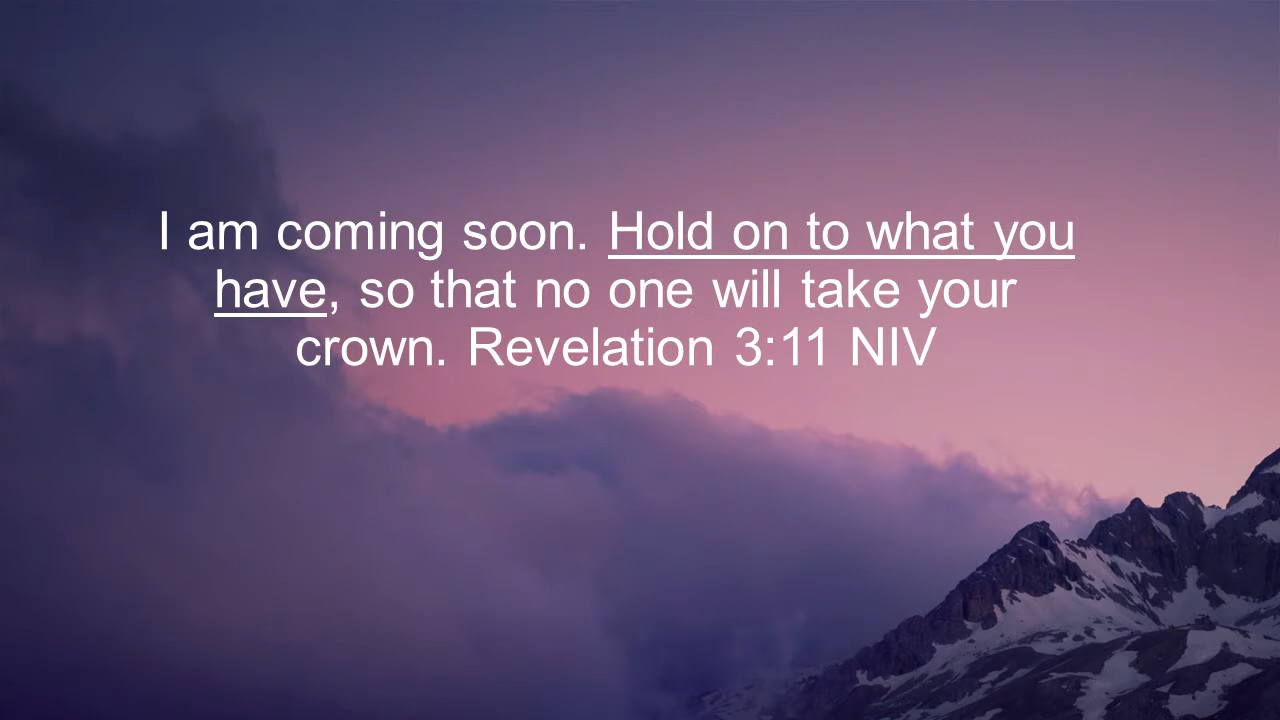 I am coming soon. Hold on to what you
have, so that no one will take your
crown. Revelation 3:11 NIV